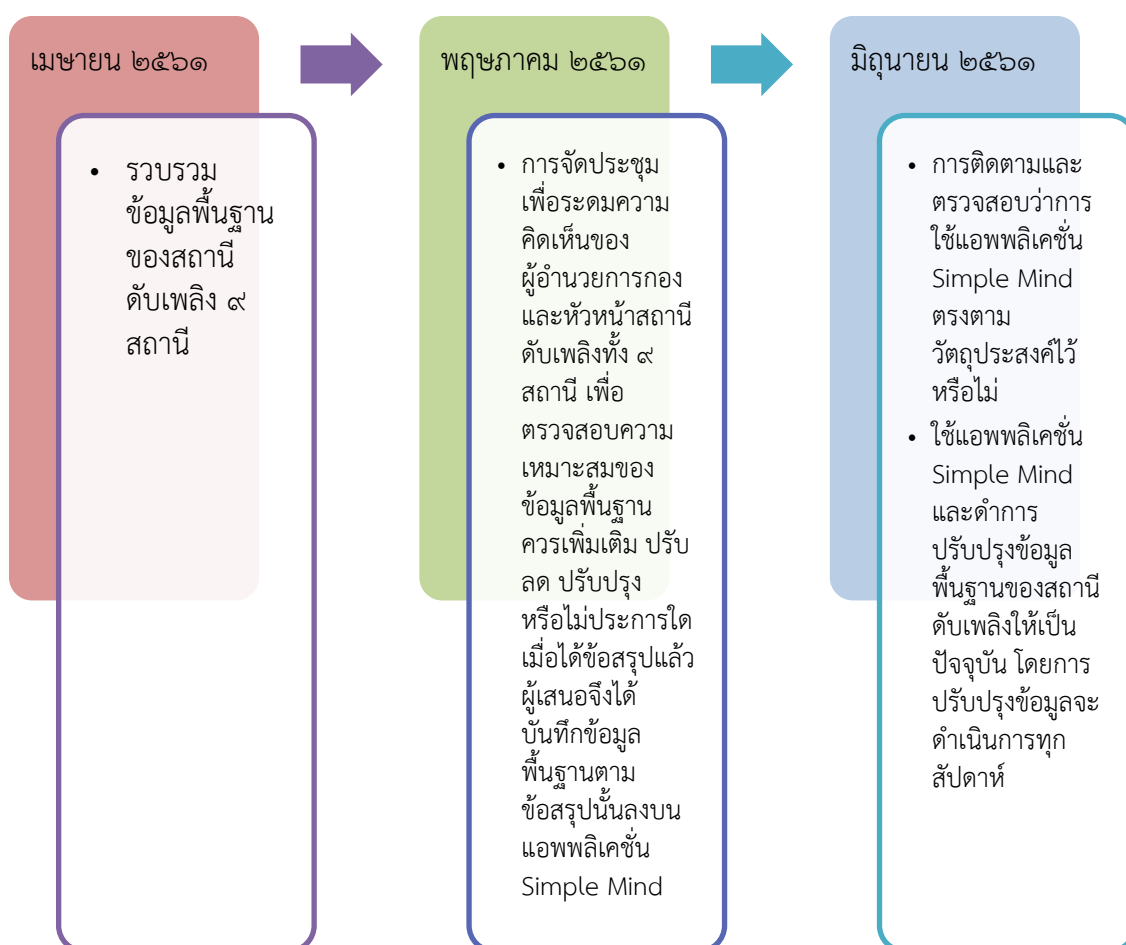 เมษายน ๒๕๖๑
• รวบรวม
ข้อมูลพื้นฐาน
ของสถานี
ดับเพลิง ๙
สถานี
พฤษภาคม ๒๕๖๑
• การจัดประชุม
เพื่อระดมความ
คิดเห็นของ
ผู้อำนวยการกอง
และหัวหน้าสถานี
ดับเพลิงทั้ง ๙
สถานี เพื่อ
ตรวจสอบความ
เหมาะสมของ
ข้อมูลพื้นฐาน
ควรเพิ่มเติม ปรับ
ลด ปรับปรุง
หรือไม่ประการใด
เมื่อได้ข้อสรุปแล้ว
ผู้เสนอจึงได้
บันทึกข้อมูล
พื้นฐานตาม
ข้อสรุปนั้นลงบน
แอพพลิเคชั่น
Simple Mind
มิถุนายน ๒๕๖๑
• การติดตามและ
ตรวจสอบว่าการ
ใช้แอพพลิเคชั่น
Simple Mind
ตรงตาม
วัตถุประสงค์ไว้
หรือไม่
• ใช้แอพพลิเคชั่น
Simple Mind
และดำการ
ปรับปรุงข้อมูล
พื้นฐานของสถานี
ดับเพลิงให้เป็น
ปัจจุบัน โดยการ
ปรับปรุงข้อมูลจะ
ดำเนินการทุก
สัปดาห์